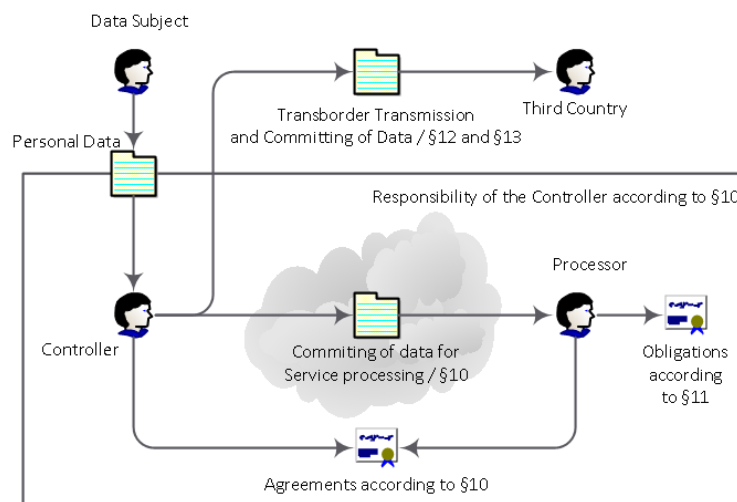 Data Subject
Transborder Transmission
and Committing of Data / §12 and §13
Third Country
Personal Data
Responsibility of the Controller according to §10
Processor
Controller
Commiting of data for
Service processing / §10
Obligations
according
to §11
Agreements according to §10